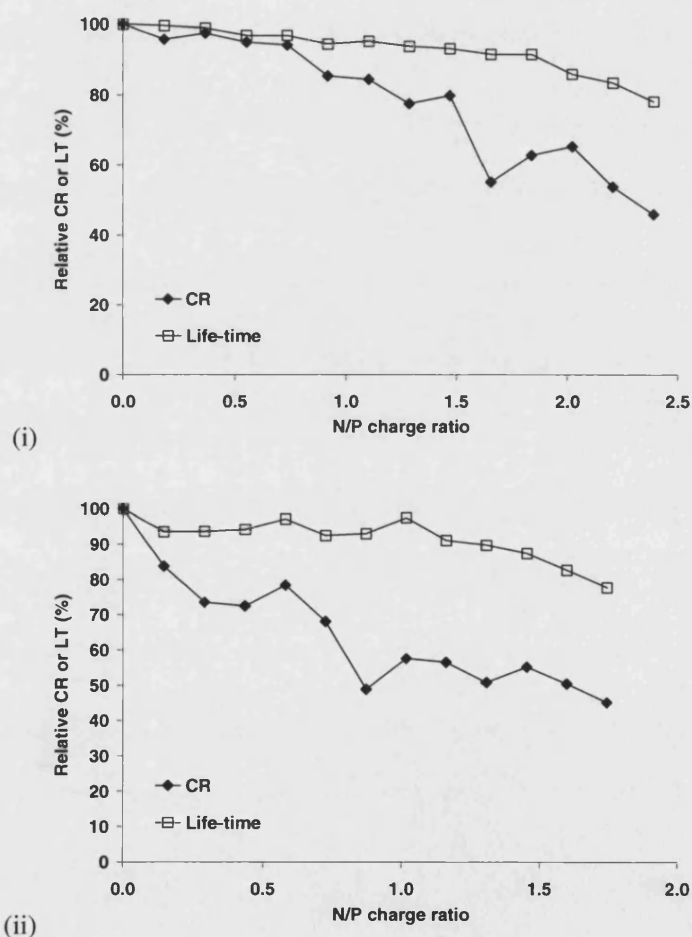 100
80
60
40
20
0
Relative CR or LT (%)
CR
Life-time
0.0 0.5 1.0 1.5 2.0 2.5
N/P charge ratio
(i)
100
90
80
70
60
50
40
30
20
10
0
Relative CR or LT (%)
CR
Life-time
0.0 0.5 1.0 1.5 2.0
N/P charge ratio
(ii)